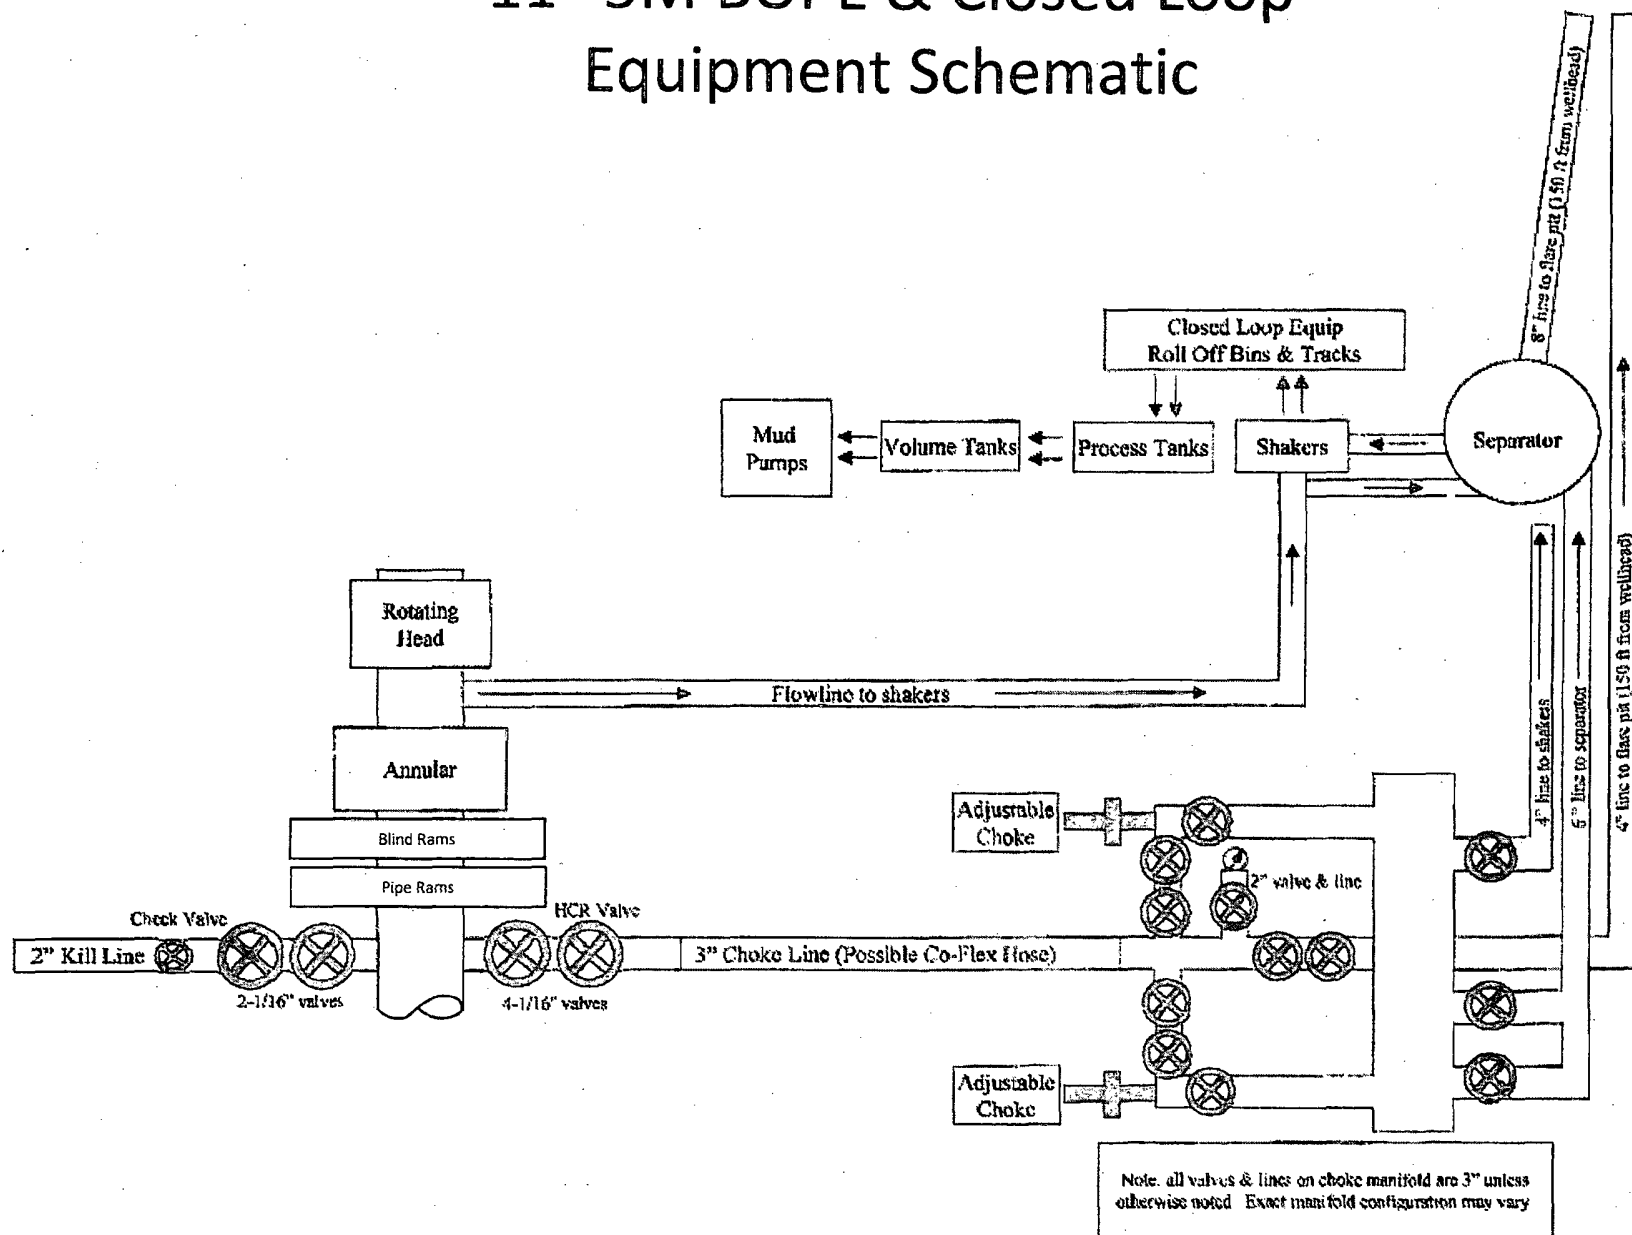 Equipment Schematic
8" line to flare pit (150 ft from wellhead)
Closed Loop Equip
Roll Off Bins & Tracks
Mud
Pumps
Volume Tanks
Process Tanks
Shakers
Separator
Rotating
Head
Flowline to shakers
Annular
Blind Rams
Pipe Rams
Adjustable
Choke
2" valve & line
4" line to shakers
6" line to separator
4" line to flare pit (150 ft from wellhead)
Check Valve
HCR Valve
2" Kill Line
3" Choke Line (Possible Co-Flex Hose)
2-1/16" valves
4-1/16" valves
Adjustable
Choke
Note: all valves & lines on choke manifold are 3" unless
otherwise noted Exact manifold configuration may vary